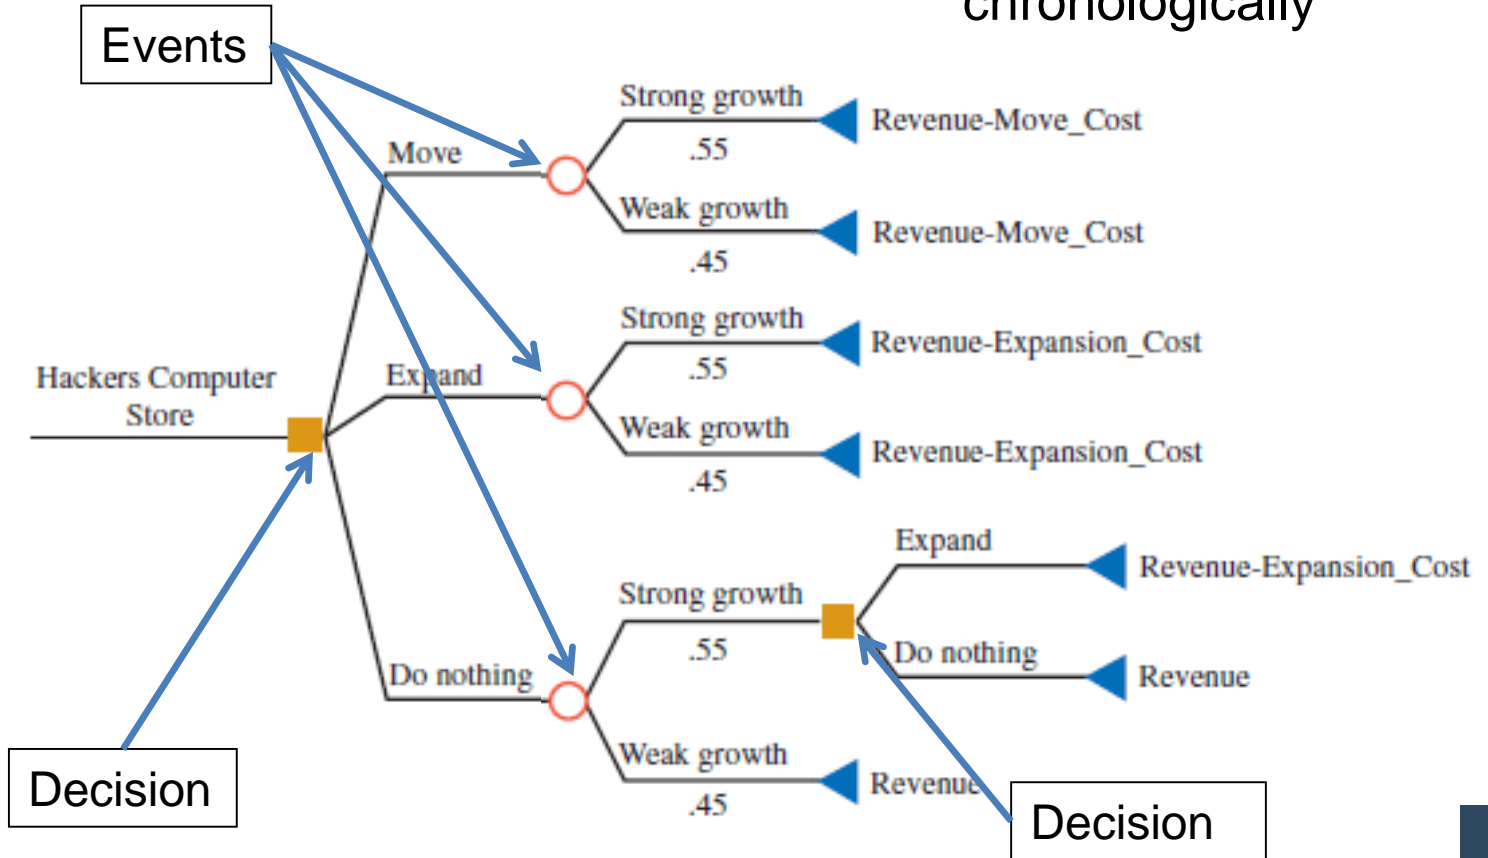 chronologically
Events
Strong growth
Revenue-Move_Cost
.55
Move
Weak growth
Revenue-Move_Cost
.45
Strong growth
Revenue-Expansion_Cost
.55
Hackers Computer
Store
Expand
Weak growth
Revenue-Expansion_Cost
.45
Expand
Revenue-Expansion_Cost
Strong growth
.55
Do nothing
Revenue
Do nothing
Weak growth
Revenue
.45
Decision
Decision